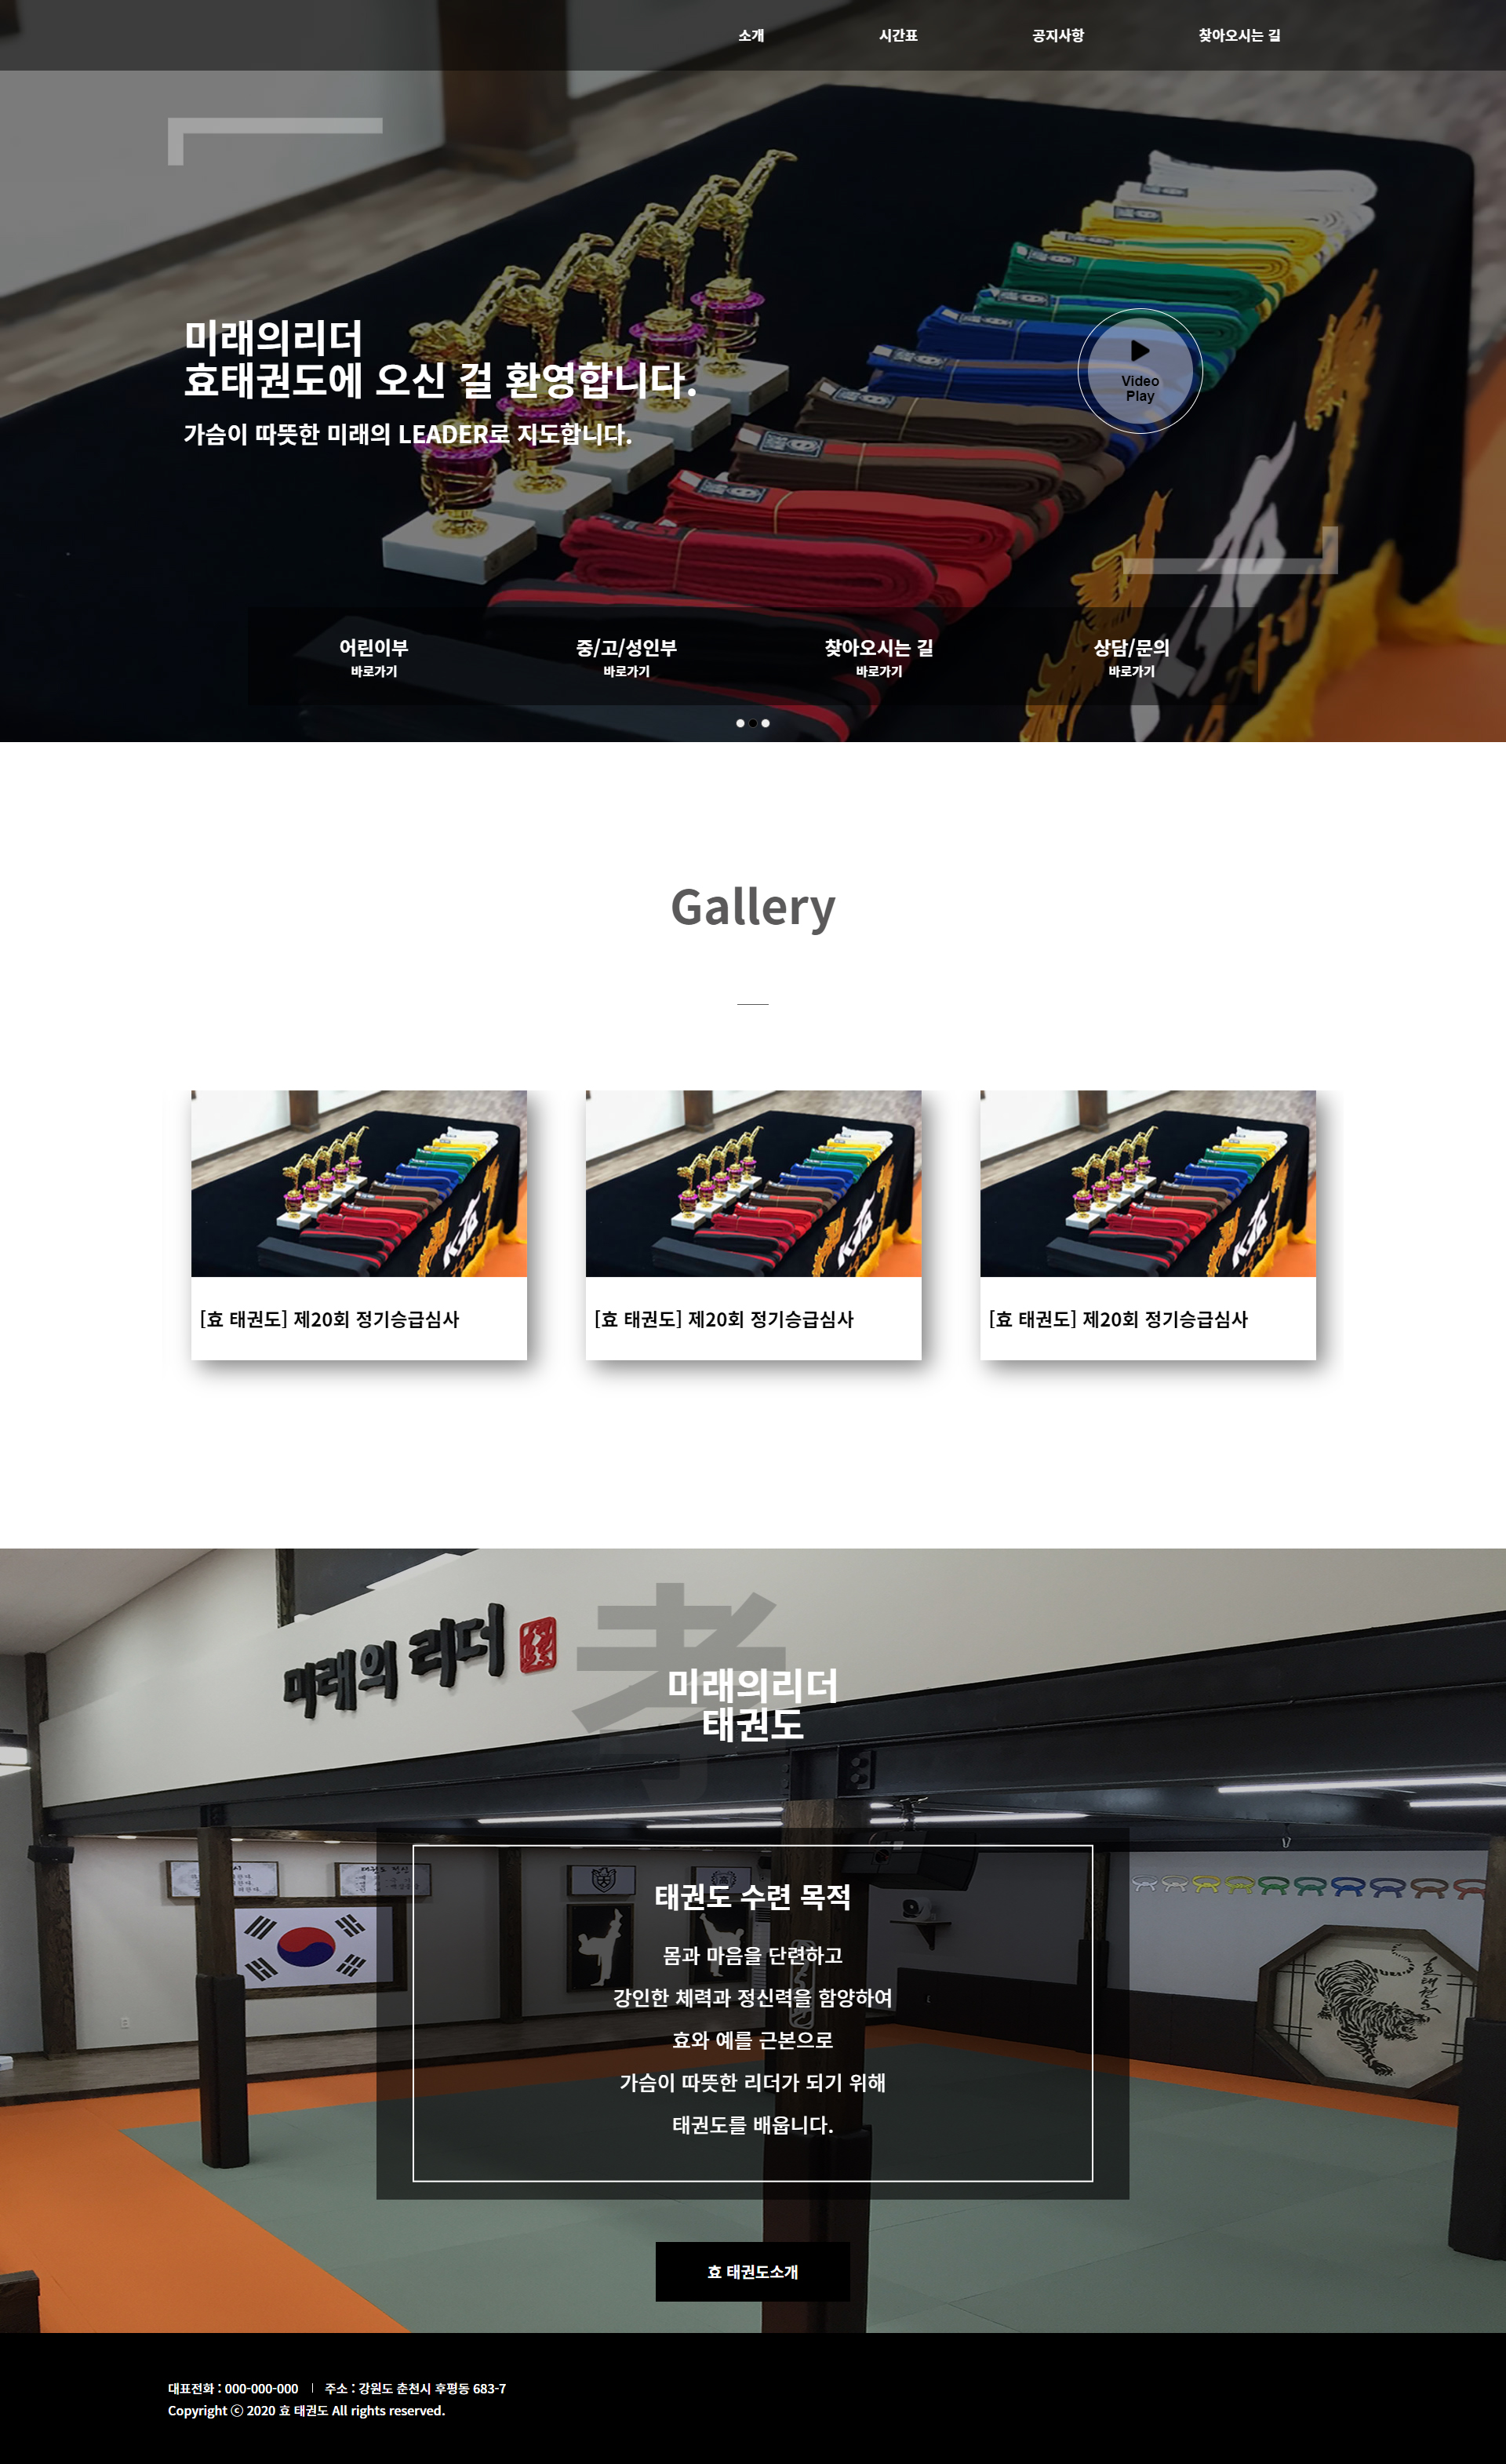 소개
시간표
공지사항
찾아오시는 길
미래의리더
효태권도에 오신 걸 환영합니다.
가슴이 따뜻한 미래의 LEADER로 지도합니다.
Video
Play
어린이부
바로가기
중/고/성인부
바로가기
찾아오시는 길
바로가기
상담/문의
바로가기
Gallery
[효 태권도] 제20회 정기승급심사
[효 태권도] 제20회 정기승급심사
[효 태권도] 제20회 정기승급심사
미래의 리더
孝
미래의리더
태권도
태권도 수련 목적
몸과 마음을 단련하고
강인한 체력과 정신력을 함양하여
효와 예를 근본으로
가슴이 따뜻한 리더가 되기 위해
태권도를 배웁니다.
효태권도
효 태권도소개
대표전화 : 000-000-000 | 주소 : 강원도 춘천시 후평동 683-7
Copyright ⓒ 2020 효 태권도 All rights reserved.